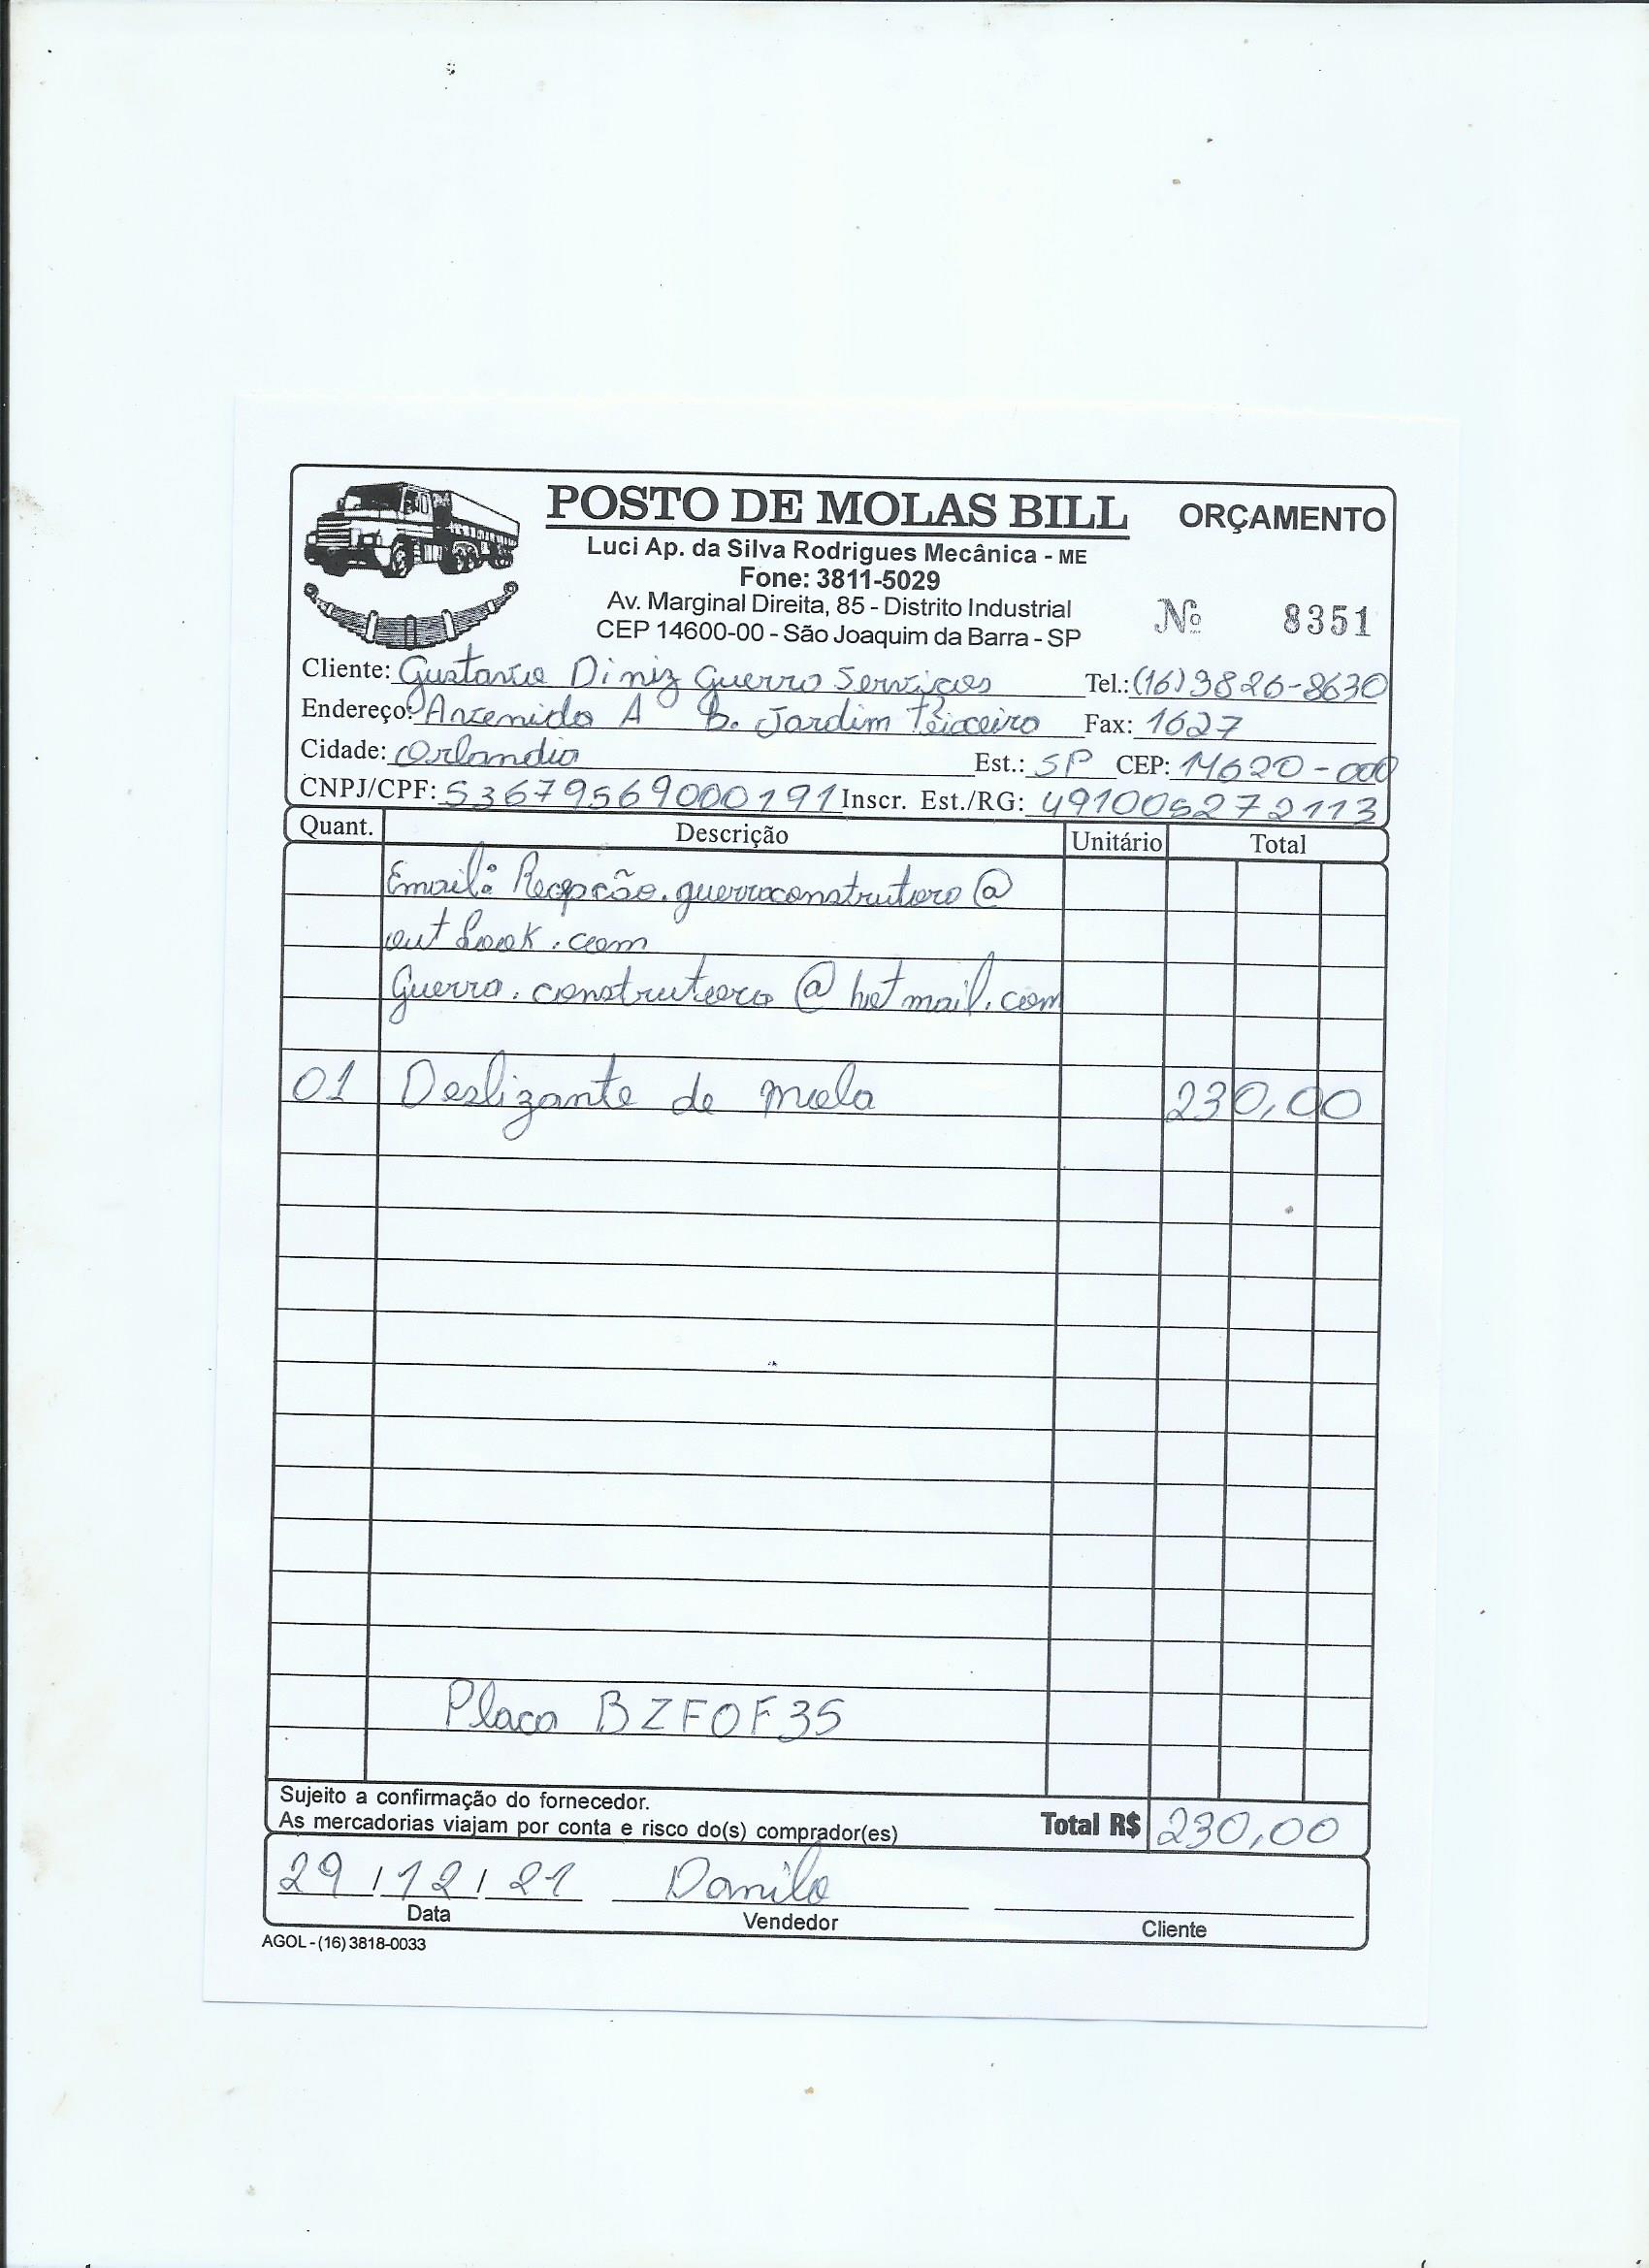 POSTO DE MOLAS BILL ORÇAMENTO
Luci Ap. da Silva Rodrigues Mecânica - ME
Fone: 3811-5029
Av. Marginal Direita, 85 - Distrito Industrial
CEP 14600-00 - São Joaquim da Barra - SP
Nº 8351
Cliente: Gustavo Diniz Guerra Serviços Tel.: (16) 3826-8630
Endereço: Avenida A B. Jardim Teixeira Fax: 1627
Cidade: Orlandia Est.: SP CEP: 14620-000
CNPJ/CPF: 53679569000191 Inscr. Est./RG: 491005272113
Quant. Descrição Unitário Total
Email: Recepcão.guerraconstrutora@
outlook.com
Guerra.construtora@hotmail.com
01 Deslizante de mola 230,00
Placa BZF0F35
Sujeito a confirmação do fornecedor.
As mercadorias viajam por conta e risco do(s) comprador(es) Total R$ 230,00
29/12/21 Danilo
Data Vendedor Cliente
AGOL - (16) 3818-0033